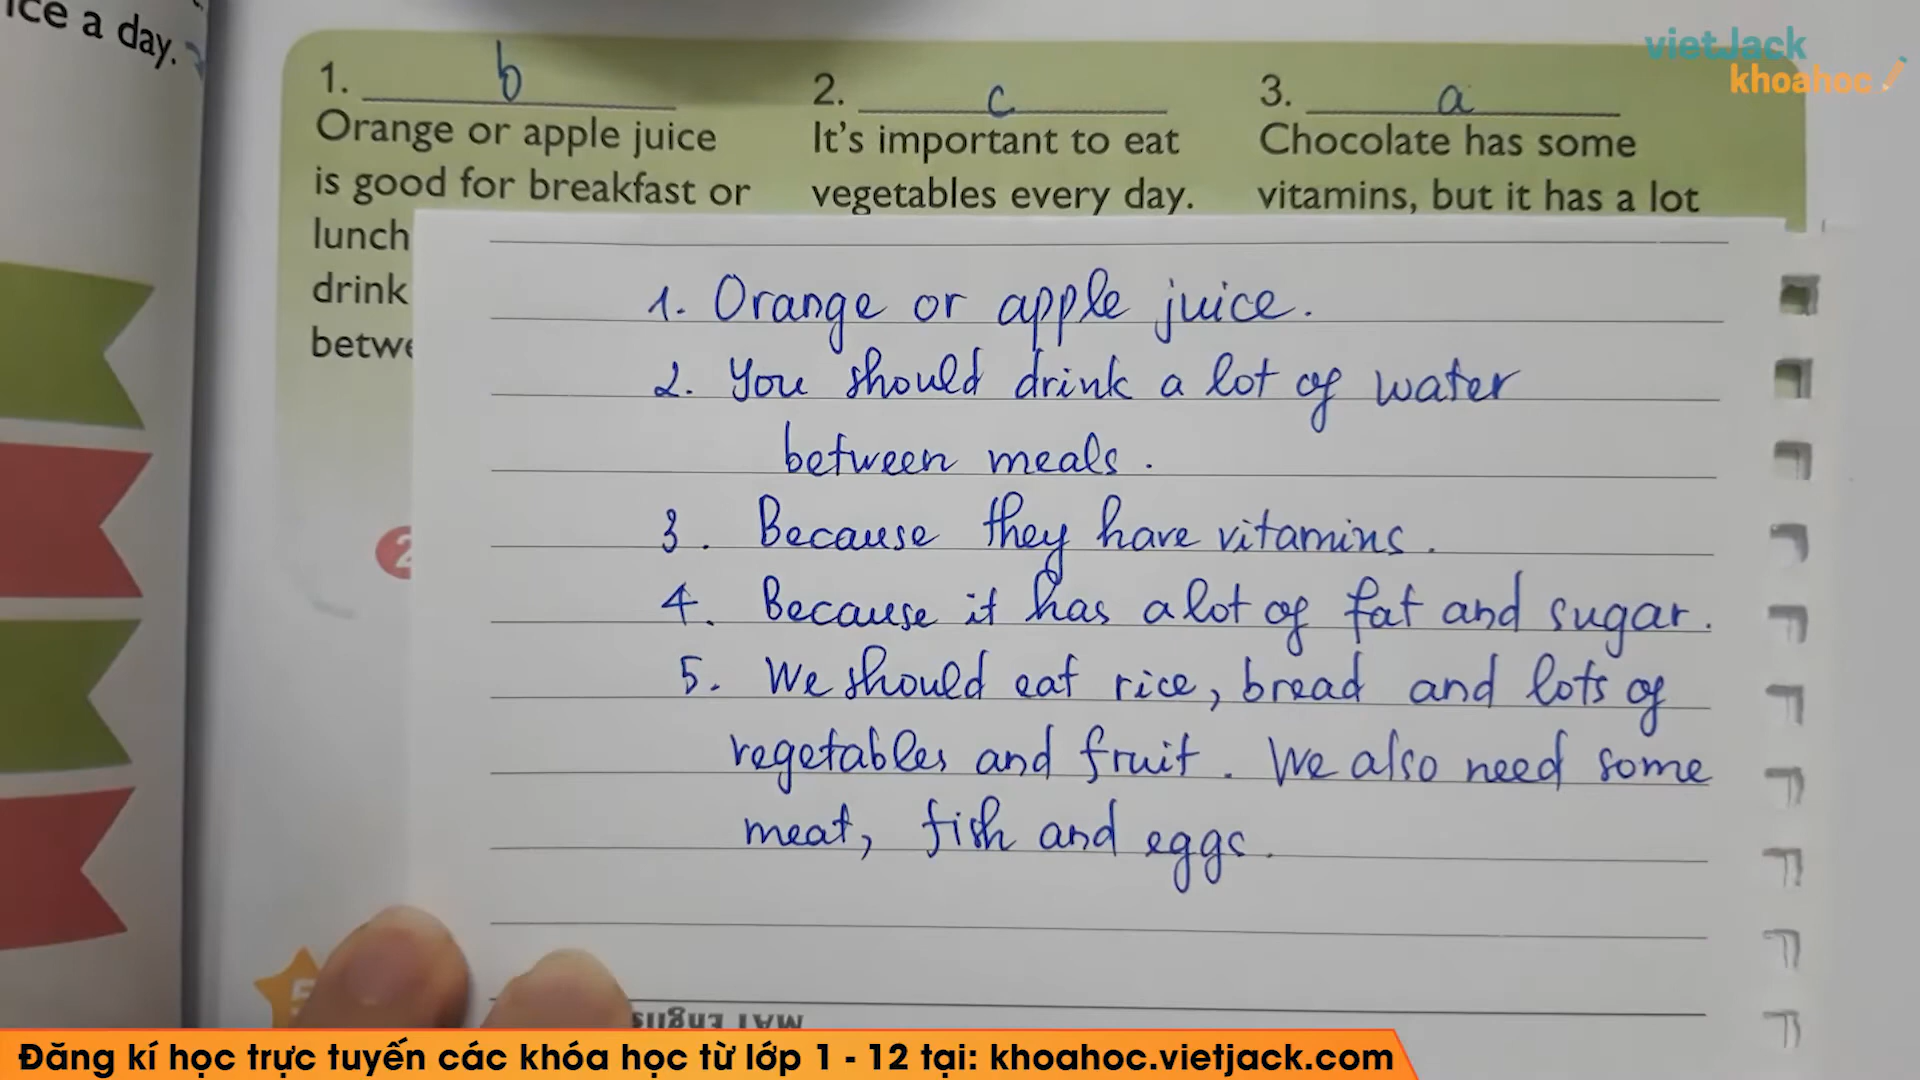 ice a day.
vietJack
khoahoc
1. b
Orange or apple juice
is good for breakfast or
lunch
drink
2. c
It's important to eat
vegetables every day.
3. a
Chocolate has some
vitamins, but it has a lot
1. Orange or apple juice.
2. You should drink a lot of water
between meals.
3. Because they have vitamins.
4. Because it has a lot of fat and sugar.
5. We should eat rice, bread and lots of
vegetables and fruit. We also need some
meat, fish and eggs.
2
5
Đăng kí học trực tuyến các khóa học từ lớp 1 - 12 tại: khoahoc.vietjack.com